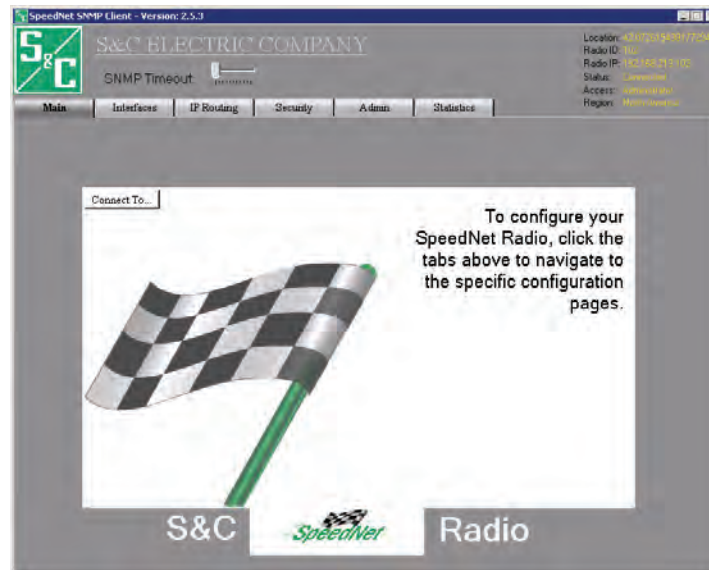 SpeedNet SNMP Client - Version: 2.5.3
S&C
S&C ELECTRIC COMPANY
SNMP Timeout
Location:
Radio ID:
Radio IP:
Status:
Access:
Region:
Main Interfaces IP Routing Security Admin Statistics
Connect To...
To configure your
SpeedNet Radio, click the
tabs above to navigate to
the specific configuration
pages.
S&C SpeedNet Radio